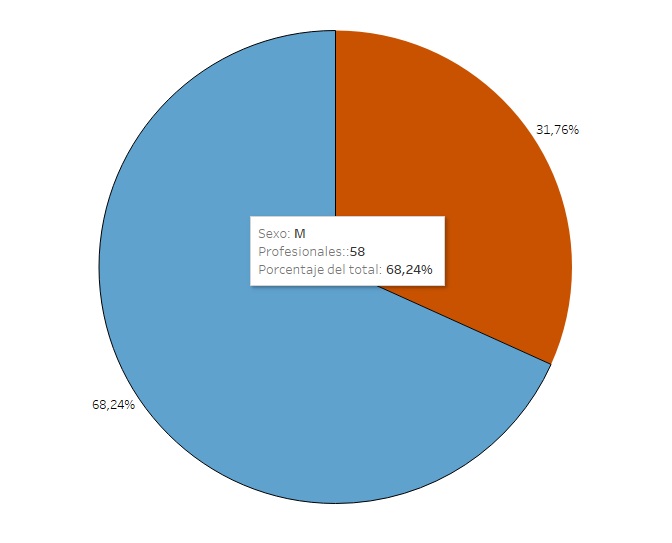 31,76%
Sexo: M
Profesionales::58
Porcentaje del total: 68,24%
68,24%